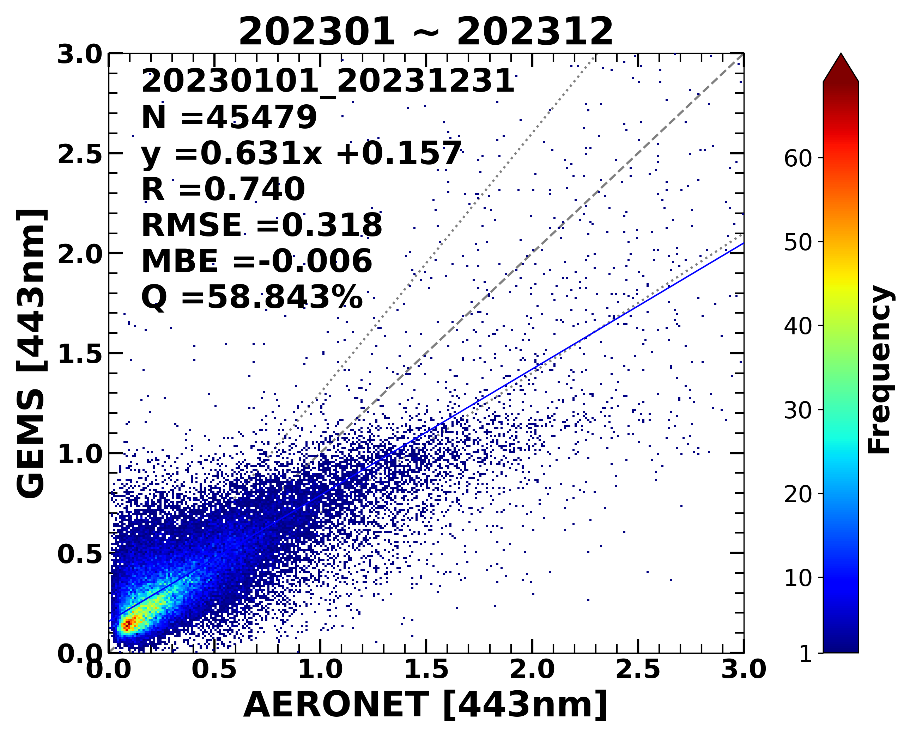 202301 ~ 202312
20230101_20231231
N =45479
y =0.631x +0.157
R =0.740
RMSE =0.318
MBE =-0.006
Q =58.843%
GEMS [443nm]
3.0
2.5
2.0
1.5
1.0
0.5
0.0
0.0 0.5 1.0 1.5 2.0 2.5 3.0
AERONET [443nm]
60
50
40
30
20
10
1
Frequency